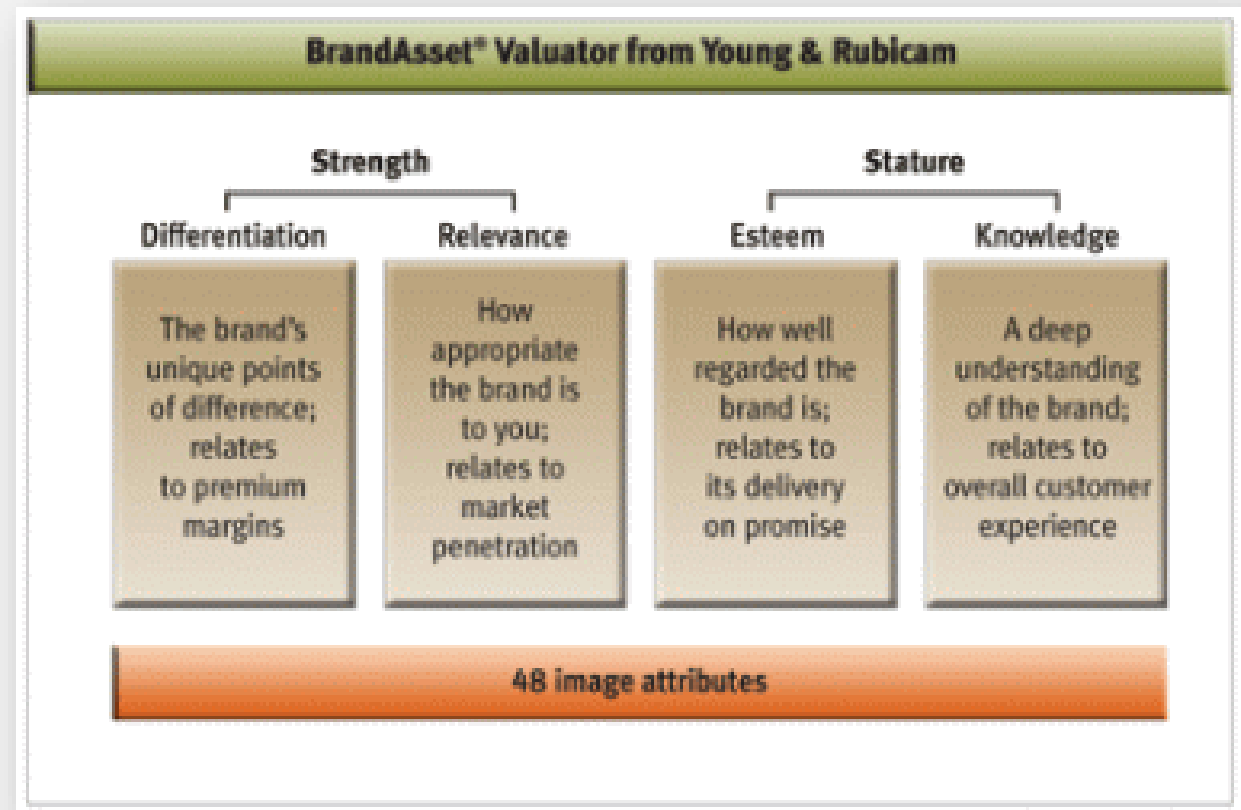 BrandAsset® Valuator from Young & Rubicam
Strength
Stature
Differentiation
Relevance
Esteem
Knowledge
The brand's
unique points
of difference;
relates
to premium
margins
How
appropriate
the brand is
to you;
relates to
market
penetration
How well
regarded the
brand is;
relates to
its delivery
on promise
A deep
understanding
of the brand;
relates to
overall customer
experience
48 image attributes